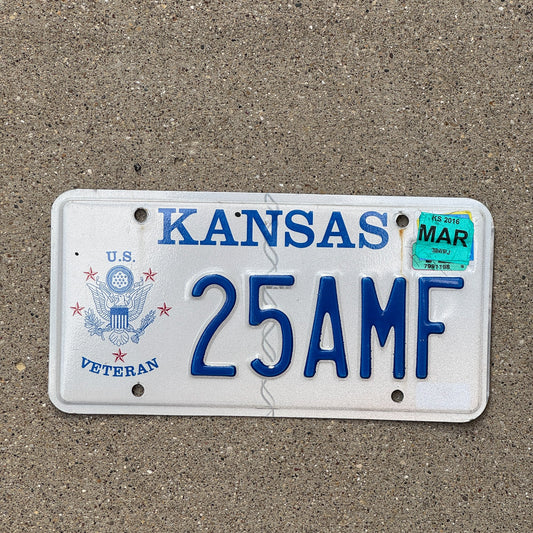 KANSAS
KS 2016
MAR
U.S.
VETERAN
25AMF